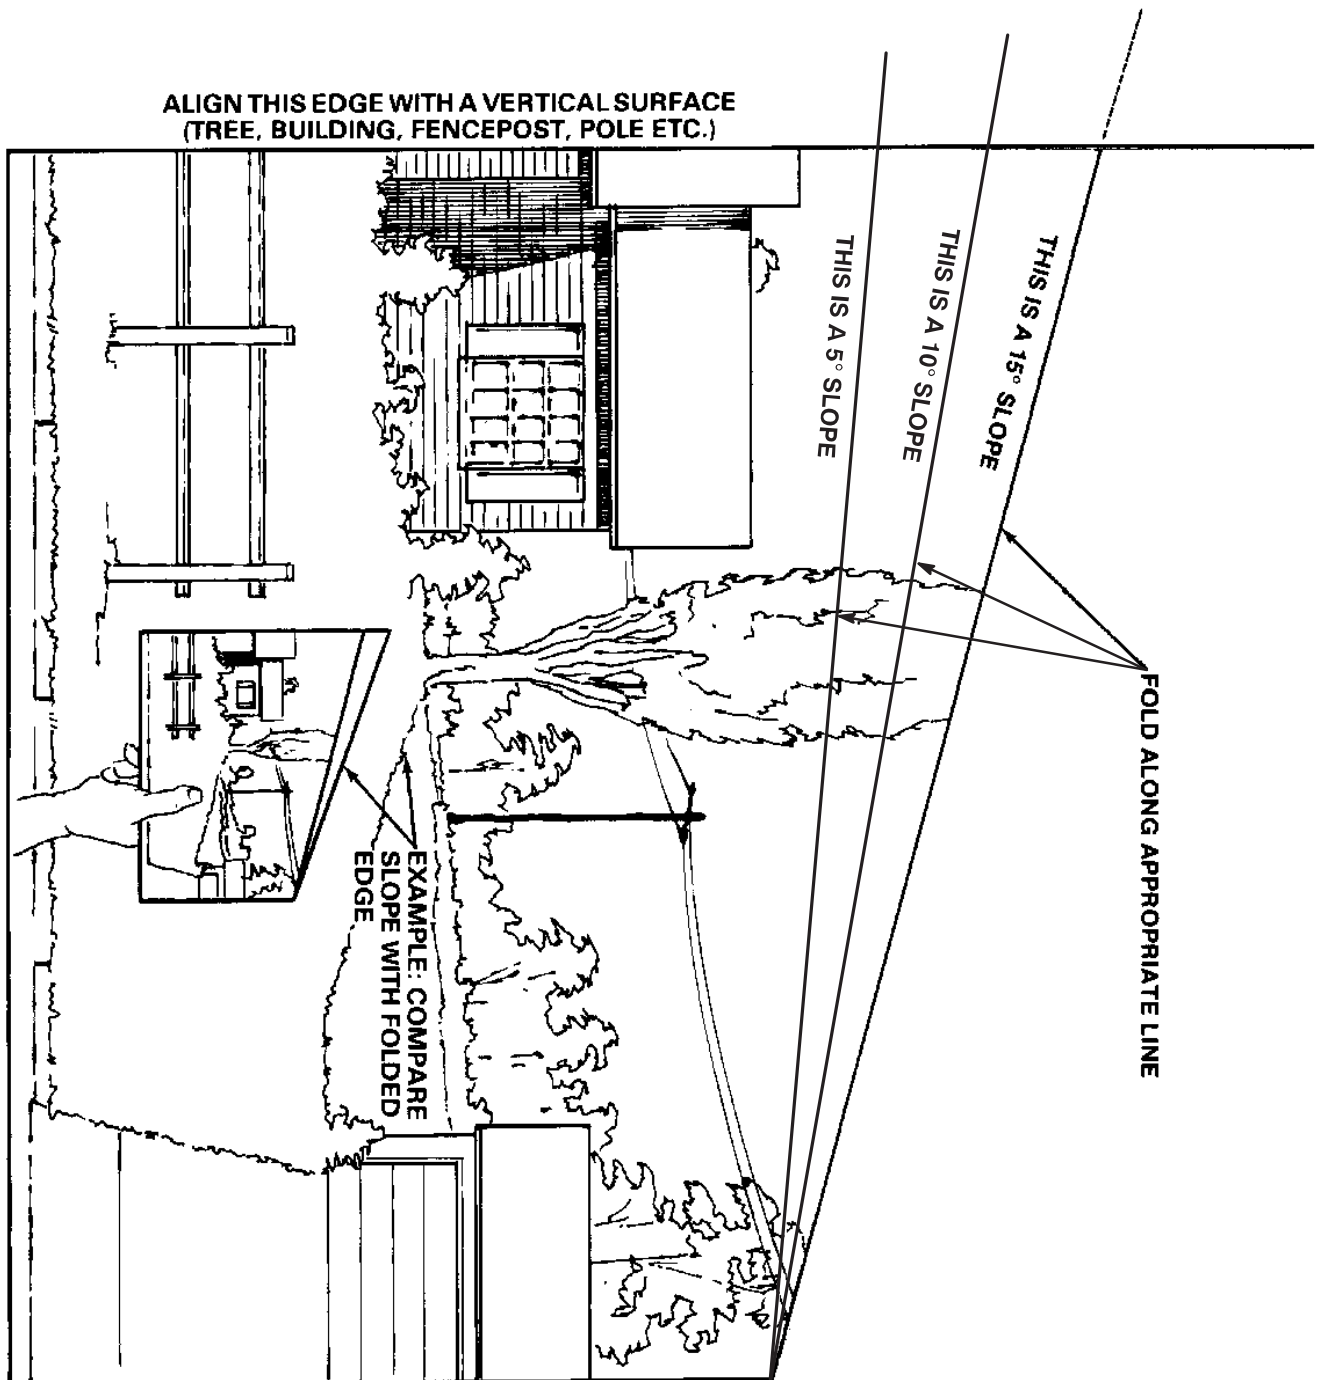 ALIGN THIS EDGE WITH A VERTICAL SURFACE
(TREE, BUILDING, FENCEPOST, POLE ETC.)
THIS IS A 5° SLOPE
THIS IS A 10° SLOPE
THIS IS A 15° SLOPE
FOLD ALONG APPROPRIATE LINE
EXAMPLE: COMPARE
SLOPE WITH FOLDED
EDGE